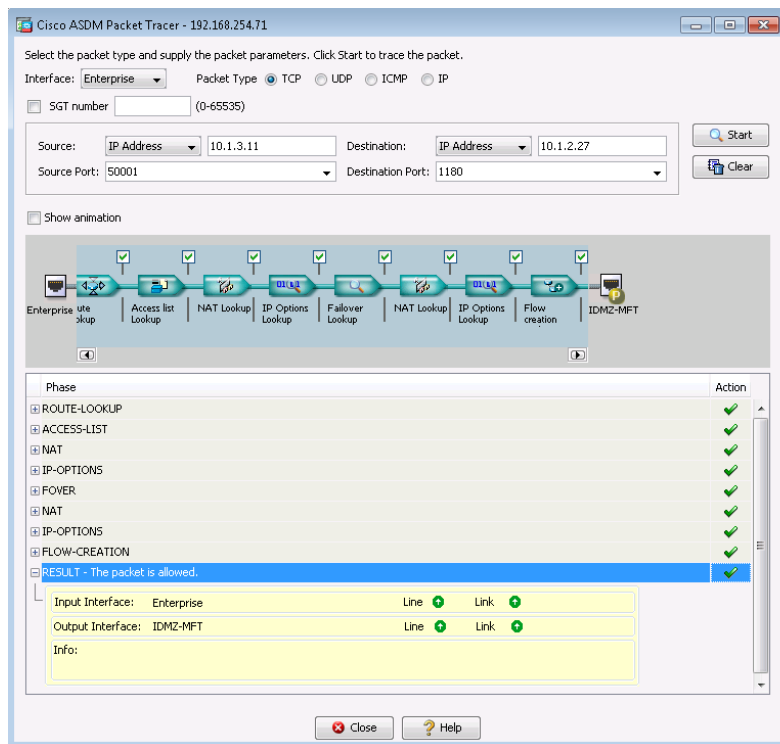 Cisco ASDM Packet Tracer - 192.168.254.71
Select the packet type and supply the packet parameters. Click Start to trace the packet.
Interface: Enterprise Packet Type TCP UDP ICMP IP
SGT number (0-65535)
Source: IP Address 10.1.3.11 Destination: IP Address 10.1.2.27
Start
Source Port: 50001 Destination Port: 1180
Clear
Show animation
Enterprise ute okup Access list Lookup NAT Lookup IP Options Lookup Failover Lookup NAT Lookup IP Options Lookup Flow creation IDMZ-MFT
Phase Action
ROUTE-LOOKUP
ACCESS-LIST
NAT
IP-OPTIONS
FOVER
NAT
IP-OPTIONS
FLOW-CREATION
RESULT - The packet is allowed.
Input Interface: Enterprise Line Link
Output Interface: IDMZ-MFT Line Link
Info:
Close Help